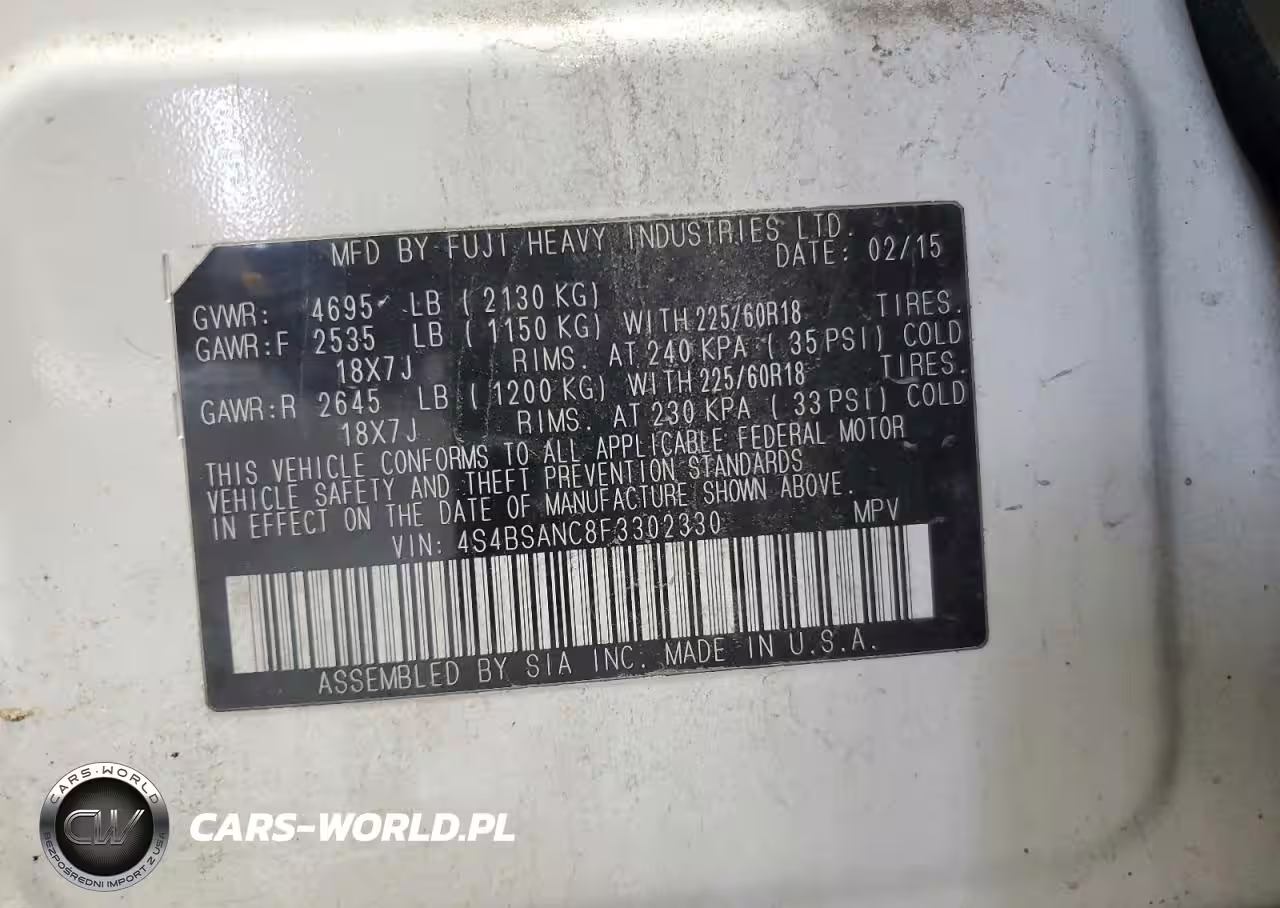 MFD BY FUJI HEAVY INDUSTRIES LTD.
DATE: 02/15
GVWR: 4695 LB ( 2130 KG)
GAWR:F 2535 LB ( 1150 KG) WITH 225/60R18 TIRES.
18X7J RIMS. AT 240 KPA ( 35 PSI) COLD
GAWR:R 2645 LB ( 1200 KG) WITH 225/60R18 TIRES.
18X7J RIMS. AT 230 KPA ( 33 PSI) COLD
THIS VEHICLE CONFORMS TO ALL APPLICABLE FEDERAL MOTOR
VEHICLE SAFETY AND THEFT PREVENTION STANDARDS
IN EFFECT ON THE DATE OF MANUFACTURE SHOWN ABOVE.
VIN: 4S4BSANC8F3302330 MPV
ASSEMBLED BY SIA INC. MADE IN U.S.A.
CARS-WORLD
CW
BEZPOŚREDNI IMPORT Z USA
CARS-WORLD.PL